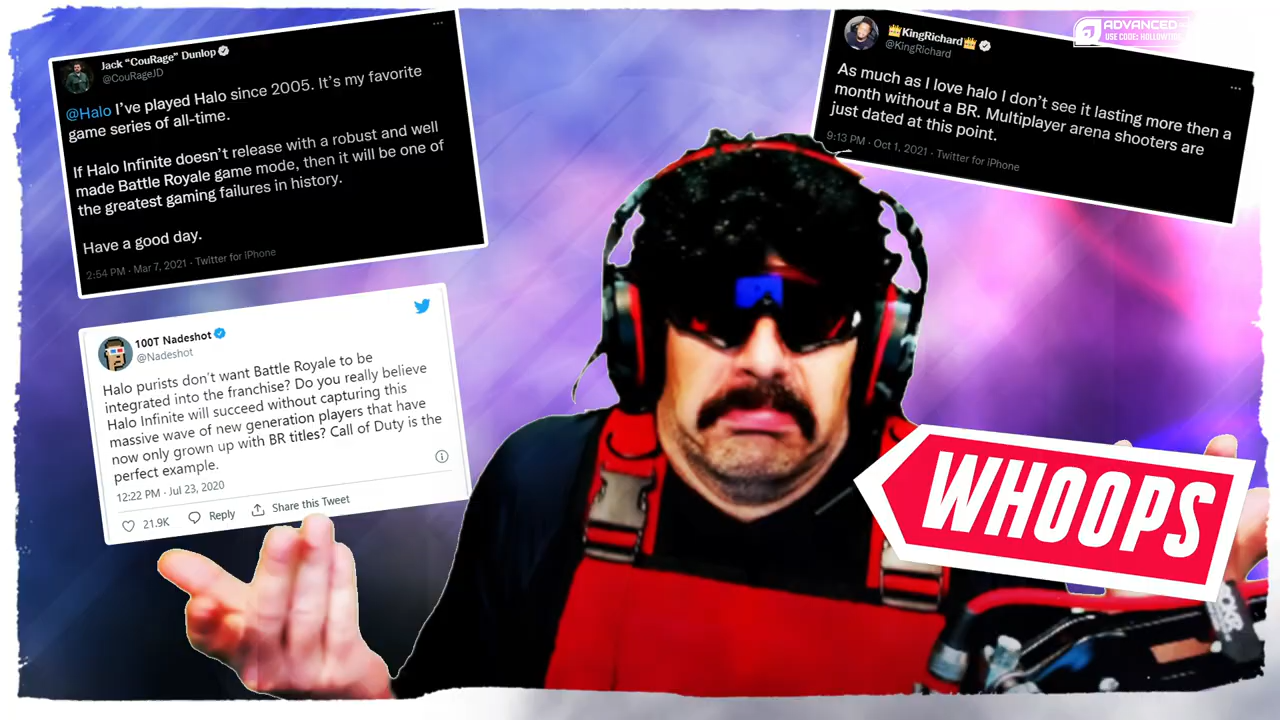 Jack “CouRage” Dunlop
@CouRageJD
@Halo I’ve played Halo since 2005. It’s my favorite
game series of all-time.
If Halo Infinite doesn’t release with a robust and well
made Battle Royale game mode, then it will be one of
the greatest gaming failures in history.
Have a good day.
2:54 PM · Mar 7, 2021 · Twitter for iPhone
👑KingRichard👑
@KingRichard
As much as I love halo I don’t see it lasting more then a
month without a BR. Multiplayer arena shooters are
just dated at this point.
9:13 PM · Oct 1, 2021 · Twitter for iPhone
ADVANCED
USE CODE:
100T Nadeshot
@Nadeshot
Halo purists don’t want Battle Royale to be
integrated into the franchise? Do you really believe
Halo Infinite will succeed without capturing this
massive wave of new generation players that have
now only grown up with BR titles? Call of Duty is the
perfect example.
12:22 PM · Jul 23, 2020
21.9K Reply Share this Tweet
WHOOPS